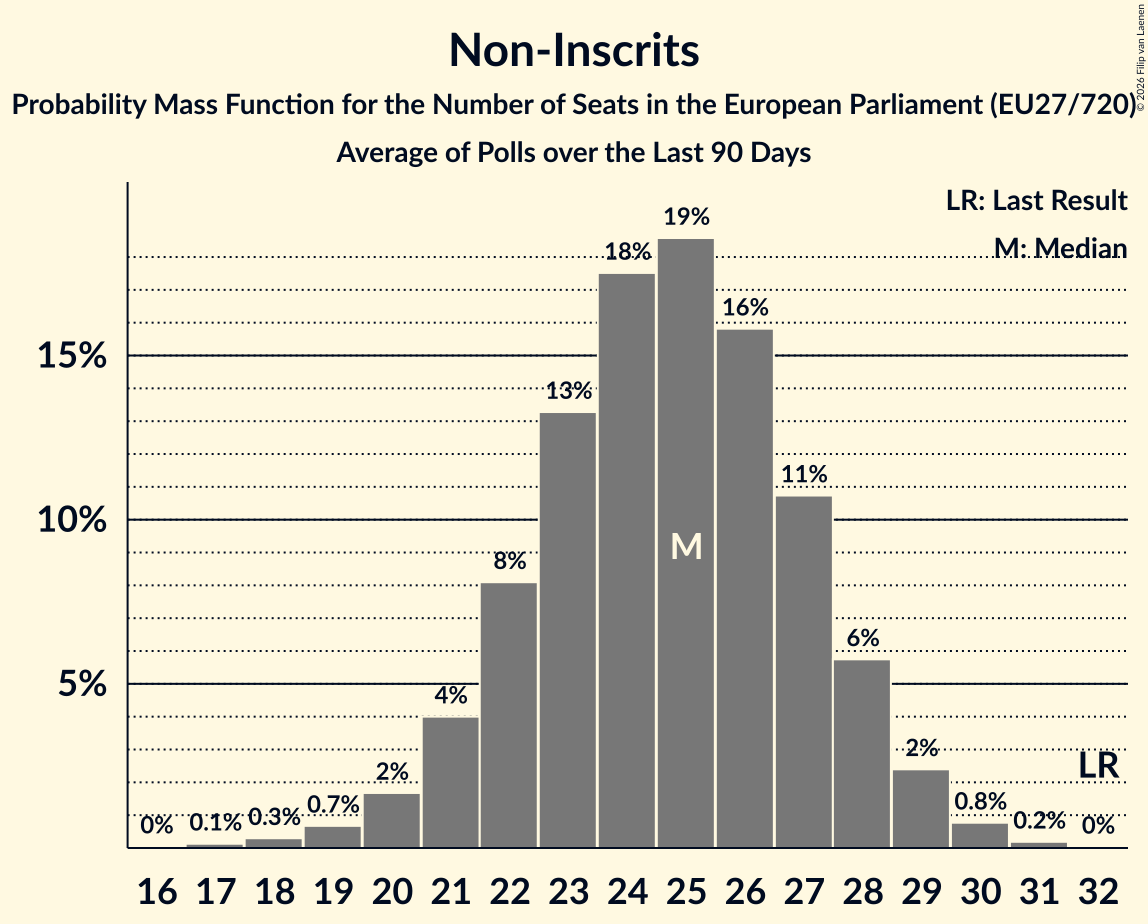 Non-Inscrits
Probability Mass Function for the Number of Seats in the European Parliament (EU27/720)
Average of Polls over the Last 90 Days
© 2026 Filip van Laenen
LR: Last Result
M: Median
15%
10%
5%
0%
0.1%
0.3%
0.7%
2%
4%
8%
13%
18%
19%
16%
11%
6%
2%
0.8%
0.2%
0%
M
LR
16 17 18 19 20 21 22 23 24 25 26 27 28 29 30 31 32